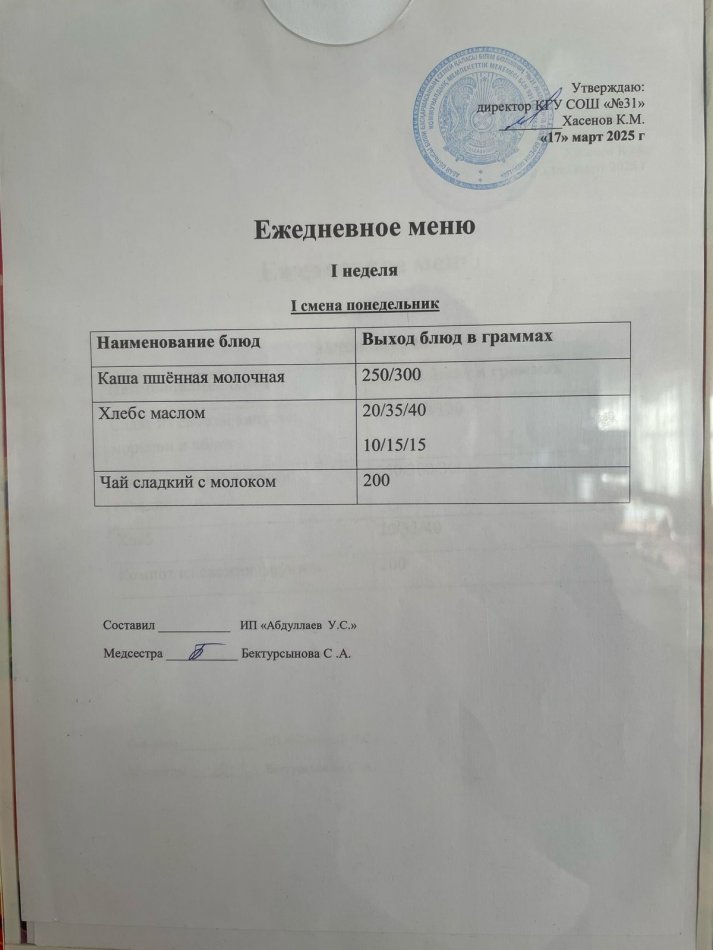 Утверждаю:
директор КГУ СОШ «№31»
Хасенов К.М.
«17» март 2025 г
Ежедневное меню
I неделя
I смена понедельник
Наименование блюд Выход блюд в граммах
Каша пшённая молочная 250/300
Хлебс маслом 20/35/40
10/15/15
Чай сладкий с молоком 200
Составил ____________ ИП «Абдуллаев У.С.»
Медсестра ____________ Бектурсынова С .А.